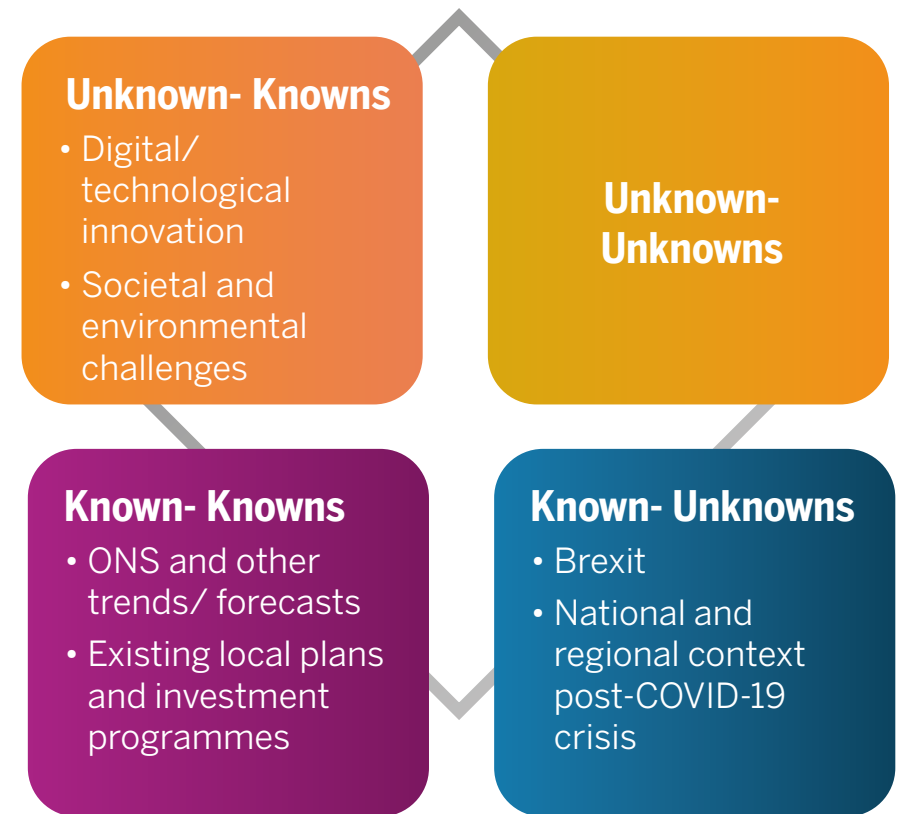 Unknown- Knowns
• Digital/
technological
innovation
• Societal and
environmental
challenges
Unknown-
Unknowns
Known- Knowns
• ONS and other
trends/ forecasts
• Existing local plans
and investment
programmes
Known- Unknowns
• Brexit
• National and
regional context
post-COVID-19
crisis